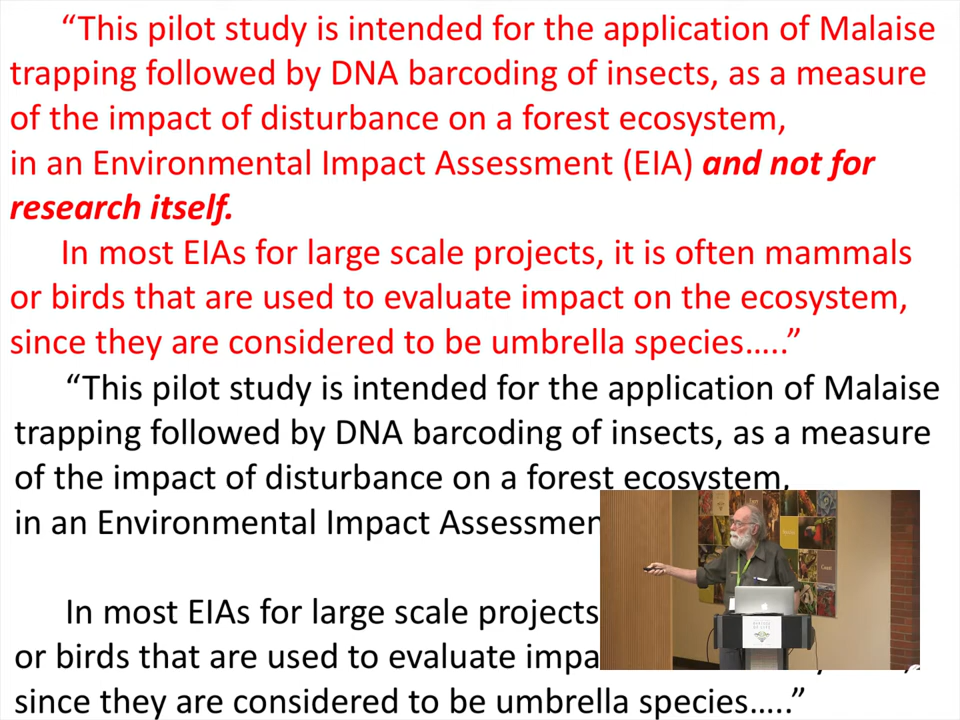 “This pilot study is intended for the application of Malaise
trapping followed by DNA barcoding of insects, as a measure
of the impact of disturbance on a forest ecosystem,
in an Environmental Impact Assessment (EIA) and not for
research itself.
In most EIAs for large scale projects, it is often mammals
or birds that are used to evaluate impact on the ecosystem,
since they are considered to be umbrella species…..”
“This pilot study is intended for the application of Malaise
trapping followed by DNA barcoding of insects, as a measure
of the impact of disturbance on a forest ecosystem,
in an Environmental Impact Assessmen
In most EIAs for large scale projects
or birds that are used to evaluate impa
since they are considered to be umbrella species…..”